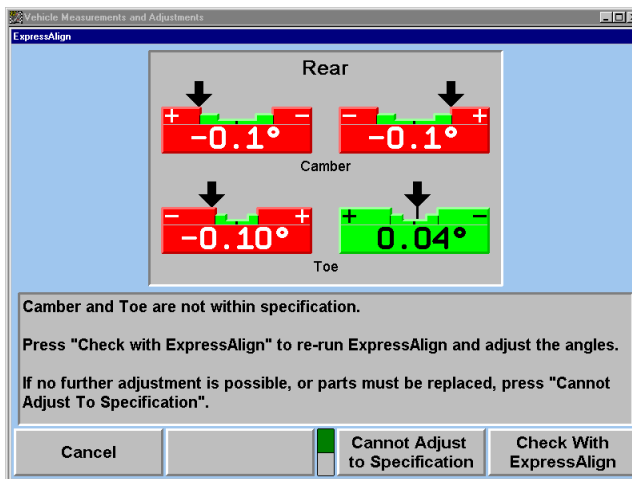 Vehicle Measurements and Adjustments
ExpressAlign
Rear
+ − − +
-0.1° -0.1°
Camber
− + + −
-0.10° 0.04°
Toe
Camber and Toe are not within specification.
Press "Check with ExpressAlign" to re-run ExpressAlign and adjust the angles.
If no further adjustment is possible, or parts must be replaced, press "Cannot
Adjust To Specification".
Cancel
Cannot Adjust
to Specification
Check With
ExpressAlign